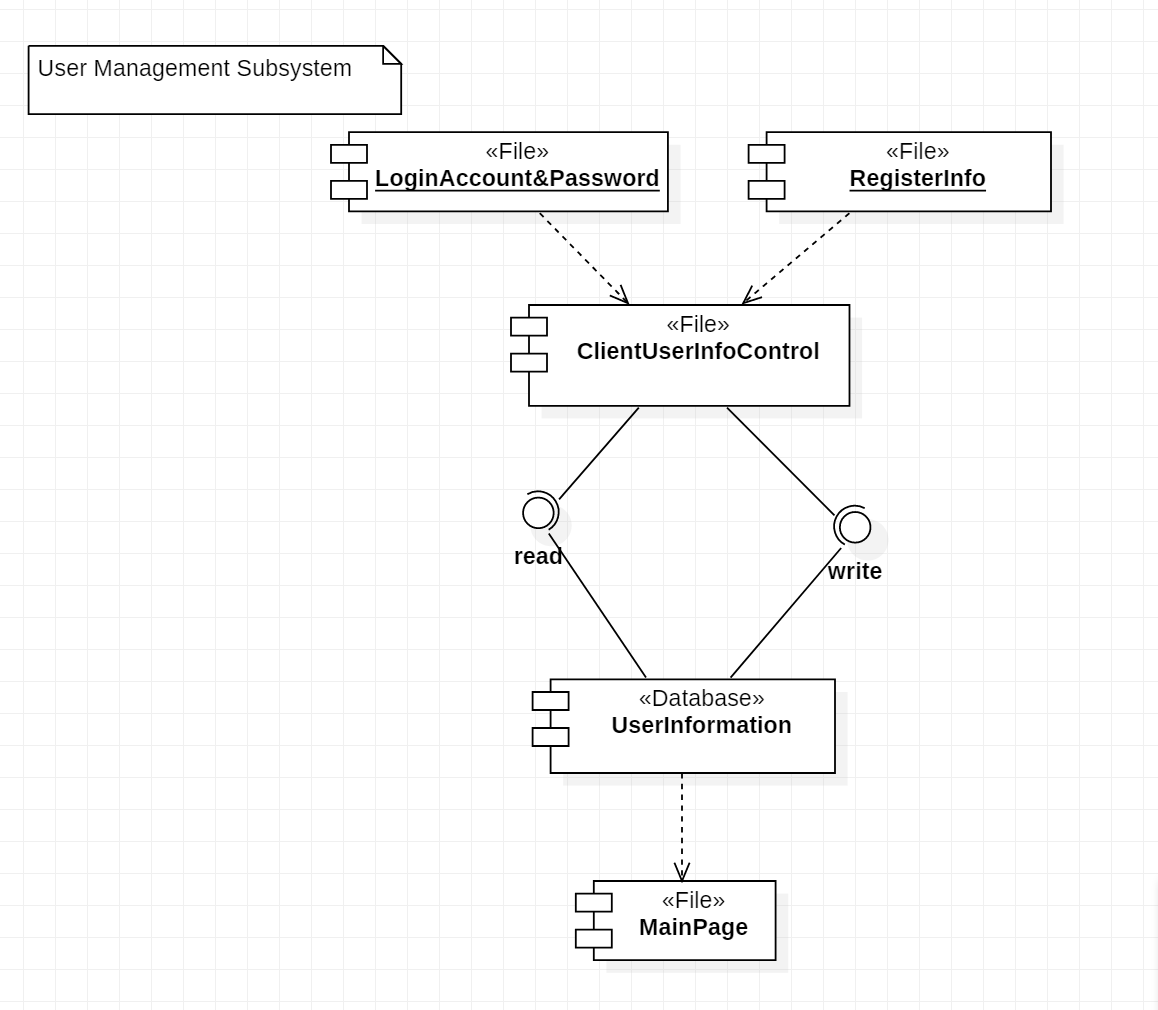 User Management Subsystem
«File»
LoginAccount&Password
«File»
RegisterInfo
«File»
ClientUserInfoControl
read
write
«Database»
UserInformation
«File»
MainPage